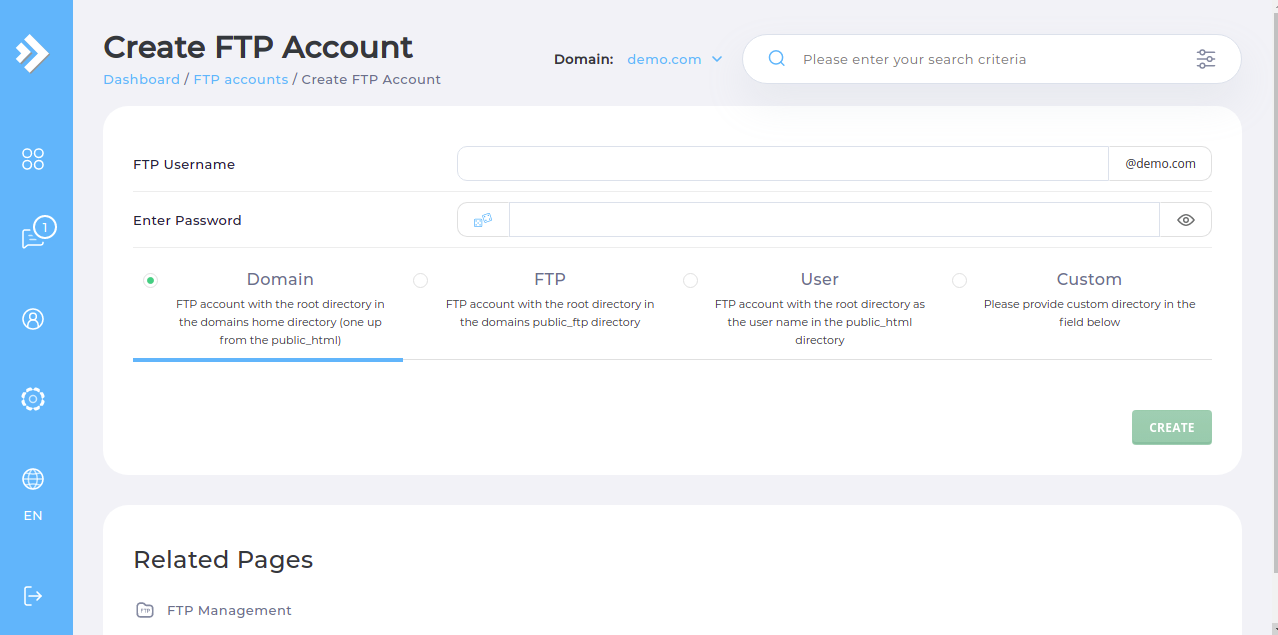 Create FTP Account
Dashboard / FTP accounts / Create FTP Account
Domain: demo.com
Please enter your search criteria
1
EN
FTP Username
@demo.com
Enter Password
Domain
FTP account with the root directory in
the domains home directory (one up
from the public_html)
FTP
FTP account with the root directory in
the domains public_ftp directory
User
FTP account with the root directory as
the user name in the public_html
directory
Custom
Please provide custom directory in the
field below
CREATE
Related Pages
FTP
FTP Management